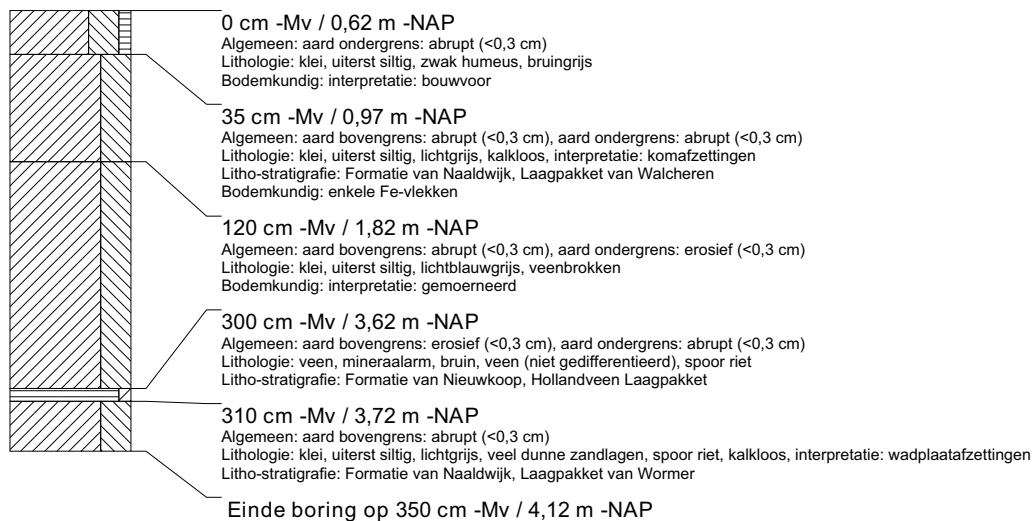 0 cm -Mv / 0,62 m -NAP
Algemeen: aard ondergrens: abrupt (<0,3 cm)
Lithologie: klei, uiterst siltig, zwak humeus, bruingrijs
Bodemkundig: interpretatie: bouwvoor
35 cm -Mv / 0,97 m -NAP
Algemeen: aard bovengrens: abrupt (<0,3 cm), aard ondergrens: abrupt (<0,3 cm)
Lithologie: klei, uiterst siltig, lichtgrijs, kalkloos, interpretatie: komafzettingen
Litho-stratigrafie: Formatie van Naaldwijk, Laagpakket van Walcheren
Bodemkundig: enkele Fe-vlekken
120 cm -Mv / 1,82 m -NAP
Algemeen: aard bovengrens: abrupt (<0,3 cm), aard ondergrens: erosief (<0,3 cm)
Lithologie: klei, uiterst siltig, lichtblauwgrijs, veenbrokken
Bodemkundig: interpretatie: gemoerneerd
300 cm -Mv / 3,62 m -NAP
Algemeen: aard bovengrens: erosief (<0,3 cm), aard ondergrens: abrupt (<0,3 cm)
Lithologie: veen, mineraalarm, bruin, veen (niet gedifferentieerd), spoor riet
Litho-stratigrafie: Formatie van Nieuwkoop, Hollandveen Laagpakket
310 cm -Mv / 3,72 m -NAP
Algemeen: aard bovengrens: abrupt (<0,3 cm)
Lithologie: klei, uiterst siltig, lichtgrijs, veel dunne zandlagen, spoor riet, kalkloos, interpretatie: wadplaatafzettingen
Litho-stratigrafie: Formatie van Naaldwijk, Laagpakket van Wormer
Einde boring op 350 cm -Mv / 4,12 m -NAP